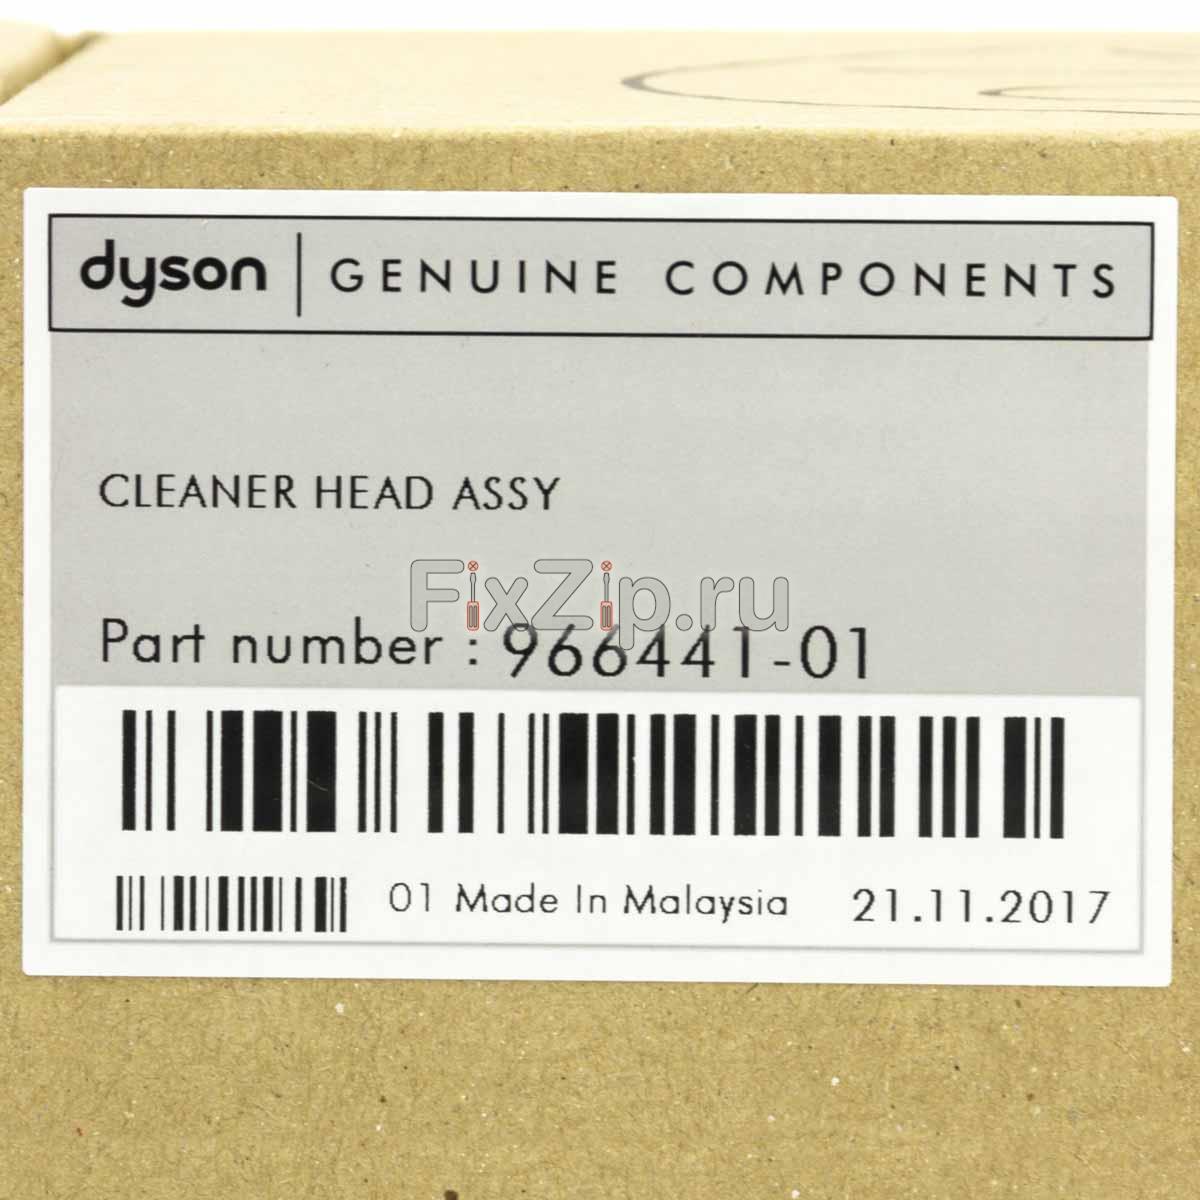 dyson | GENUINE COMPONENTS
CLEANER HEAD ASSY
FixZip.ru
Part number : 966441-01
01 Made In Malaysia 21.11.2017